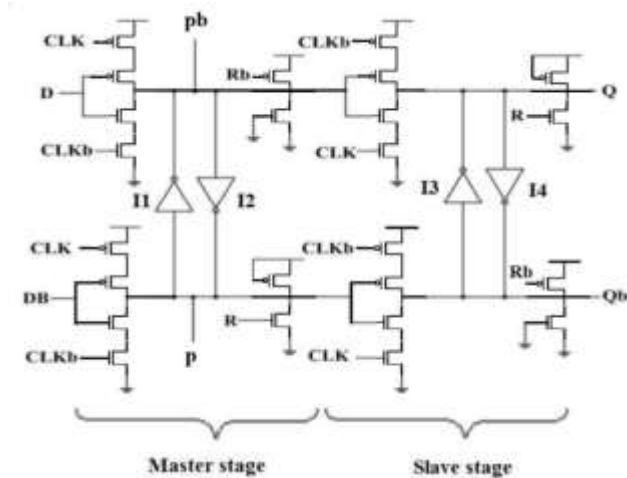 pb
CLK
CLKb
Rb
D
Q
R
CLKb
CLK
I1
I2
I3
I4
CLK
CLKb
Rb
DB
Qb
R
CLKb
p
CLK
Master stage
Slave stage